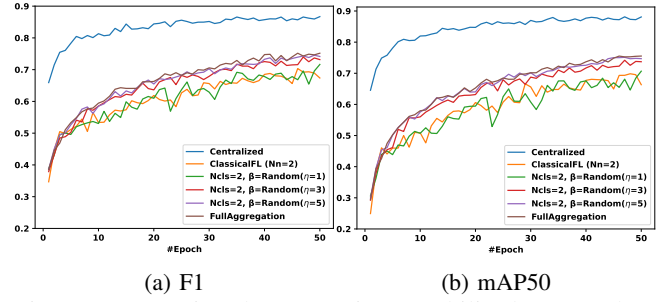 0.9
0.8
0.7
0.6
0.5
0.4
0.3
0.2
0 10 20 30 40 50
#Epoch
Centralized
ClassicalFL (Nn=2)
Ncls=2, β=Random(η=1)
Ncls=2, β=Random(η=3)
Ncls=2, β=Random(η=5)
FullAggregation
(a) F1
0.9
0.8
0.7
0.6
0.5
0.4
0.3
0.2
0 10 20 30 40 50
#Epoch
Centralized
ClassicalFL (Nn=2)
Ncls=2, β=Random(η=1)
Ncls=2, β=Random(η=3)
Ncls=2, β=Random(η=5)
FullAggregation
(b) mAP50